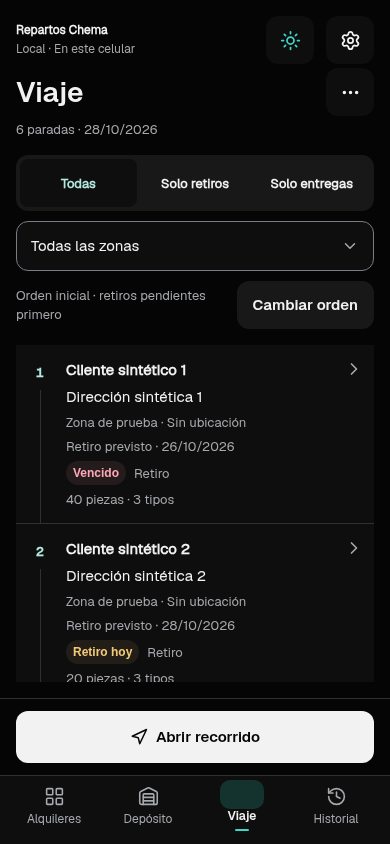 Repartos Chema
Local · En este celular
Viaje
6 paradas · 28/10/2026
Todas
Solo retiros
Solo entregas
Todas las zonas
Orden inicial · retiros pendientes
primero
Cambiar orden
1
Cliente sintético 1
Dirección sintética 1
Zona de prueba · Sin ubicación
Retiro previsto · 26/10/2026
Vencido Retiro
40 piezas · 3 tipos
2
Cliente sintético 2
Dirección sintética 2
Zona de prueba · Sin ubicación
Retiro previsto · 28/10/2026
Retiro hoy Retiro
20 piezas · 3 tipos
Abrir recorrido
Alquileres
Depósito
Viaje
Historial